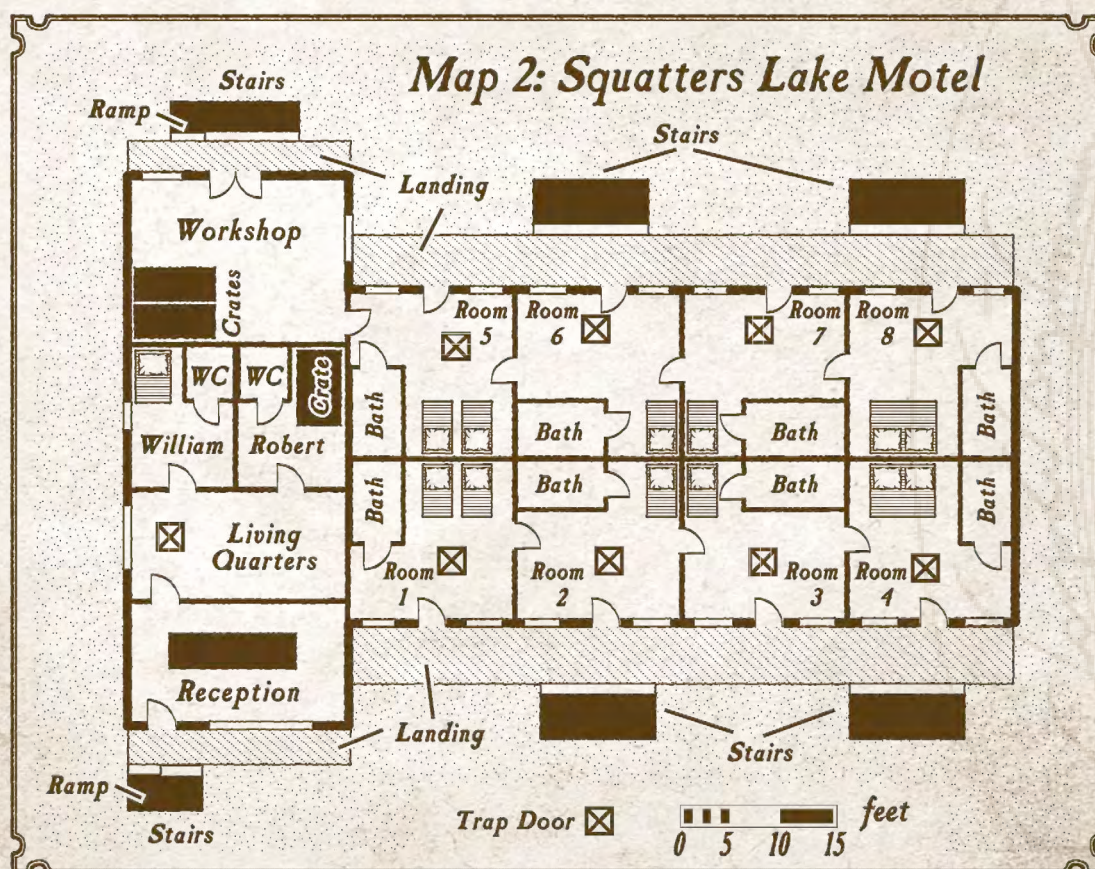 Map 2: Squatters Lake Motel
Stairs
Ramp
Stairs
Landing
Workshop
Crates
Room
5
Room
6
Room
7
Room
8
WC
WC
Crate
William
Robert
Bath
Bath
Bath
Bath
Bath
Bath
Bath
Bath
Living
Quarters
Room
1
Room
2
Room
3
Room
4
Reception
Landing
Stairs
Ramp
Stairs
Trap Door
feet
0 5 10 15